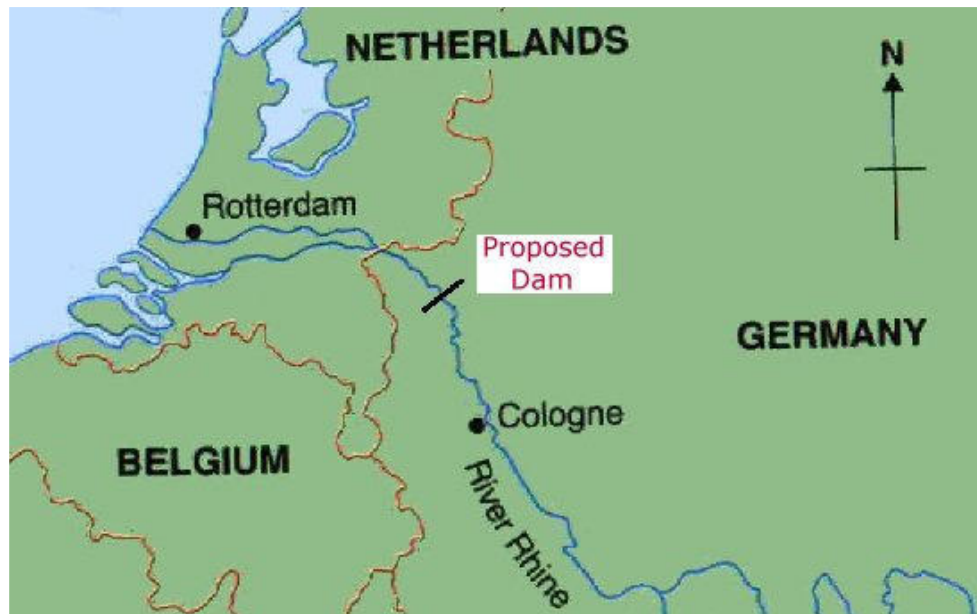 NETHERLANDS
N
Rotterdam
Proposed
Dam
GERMANY
Cologne
BELGIUM
River Rhine